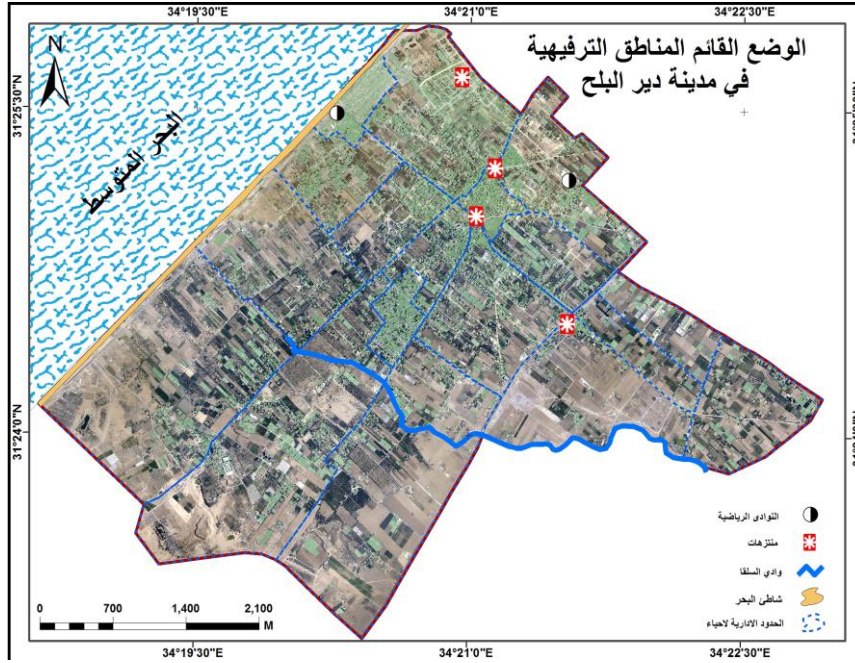 34°19'30"E 34°21'0"E 34°22'30"E
الوضع القائم المناطق الترفيهية
في مدينة دير البلح
N
31°25'30"N
البحر المتوسط
31°24'0"N
النوادى الرياضية
منتزهات
وادي السلقا
شاطئ البحر
الحدود الادارية لاحياء
0 700 1,400 2,100
M
34°19'30"E 34°21'0"E 34°22'30"E